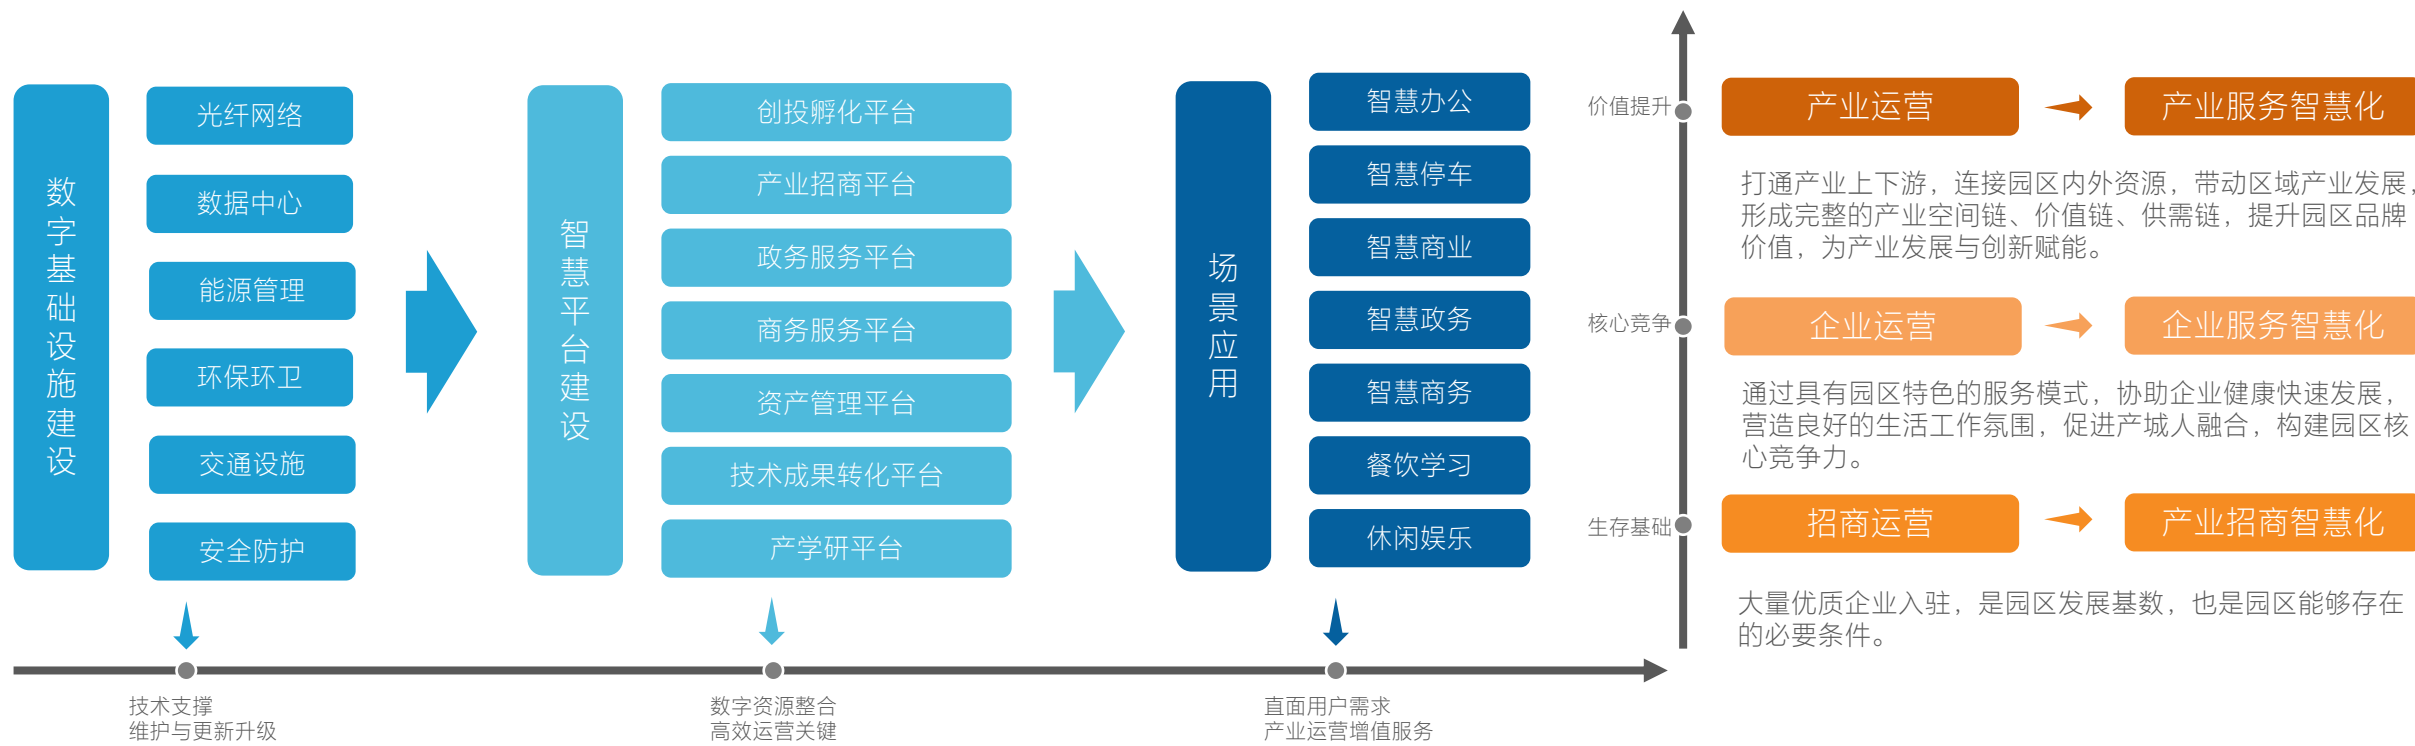 数字基础设施建设
光纤网络
数据中心
能源管理
环保环卫
交通设施
安全防护
智慧平台建设
创投孵化平台
产业招商平台
政务服务平台
商务服务平台
资产管理平台
技术成果转化平台
产学研平台
场景应用
智慧办公
智慧停车
智慧商业
智慧政务
智慧商务
餐饮学习
休闲娱乐
技术支撑
维护与更新升级
数字资源整合
高效运营关键
直面用户需求
产业运营增值服务
价值提升
产业运营
产业服务智慧化
打通产业上下游，连接园区内外资源，带动区域产业发展，
形成完整的产业空间链、价值链、供需链，提升园区品牌
价值，为产业发展与创新赋能。
核心竞争
企业运营
企业服务智慧化
通过具有园区特色的服务模式，协助企业健康快速发展，
营造良好的生活工作氛围，促进产城人融合，构建园区核
心竞争力。
生存基础
招商运营
产业招商智慧化
大量优质企业入驻，是园区发展基数，也是园区能够存在
的必要条件。